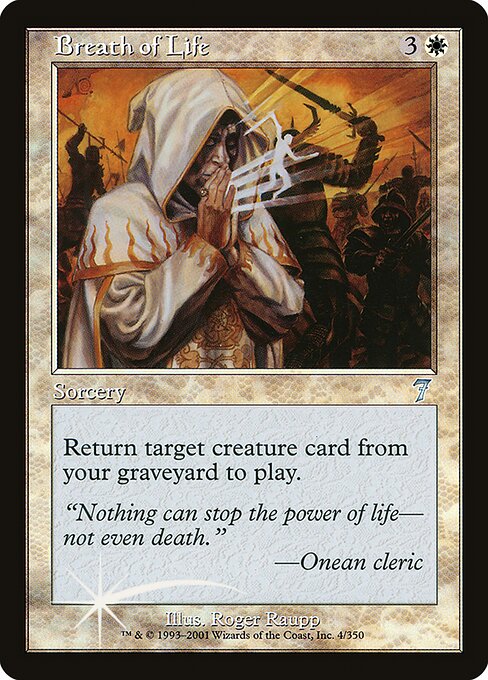 Breath of Life 3
Sorcery 7
Return target creature card from
your graveyard to play.
“Nothing can stop the power of life—
not even death.”
—Onean cleric
Illus. Roger Raupp
™ & © 1993–2001 Wizards of the Coast, Inc. 4/350